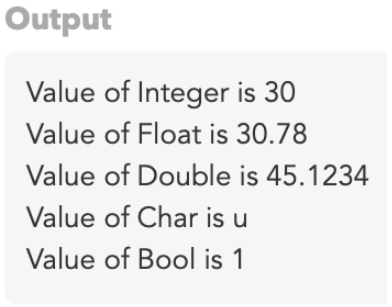 Output
Value of Integer is 30
Value of Float is 30.78
Value of Double is 45.1234
Value of Char is u
Value of Bool is 1